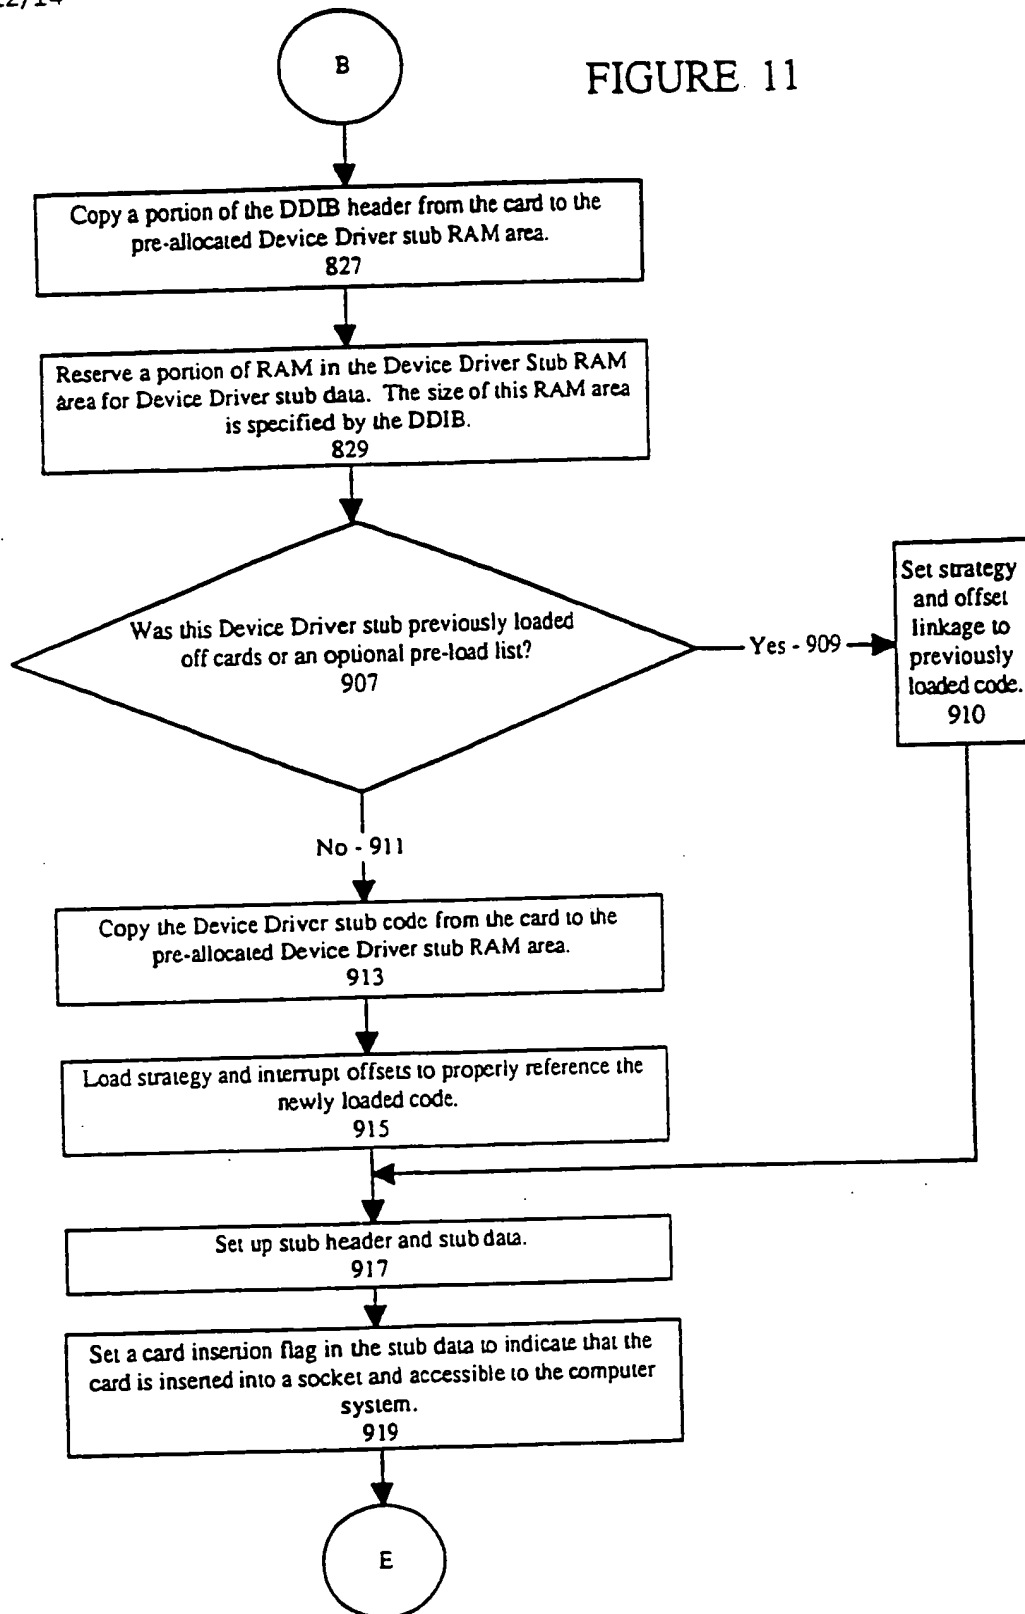 B
FIGURE 11
Copy a portion of the DDIB header from the card to the
pre-allocated Device Driver stub RAM area.
827
Reserve a portion of RAM in the Device Driver Stub RAM
area for Device Driver stub data. The size of this RAM area
is specified by the DDIB.
829
Was this Device Driver stub previously loaded
off cards or an optional pre-load list?
907
Yes - 909
Set strategy
and offset
linkage to
previously
loaded code.
910
No - 911
Copy the Device Driver stub code from the card to the
pre-allocated Device Driver stub RAM area.
913
Load strategy and interrupt offsets to properly reference the
newly loaded code.
915
Set up stub header and stub data.
917
Set a card insertion flag in the stub data to indicate that the
card is inserted into a socket and accessible to the computer
system.
919
E